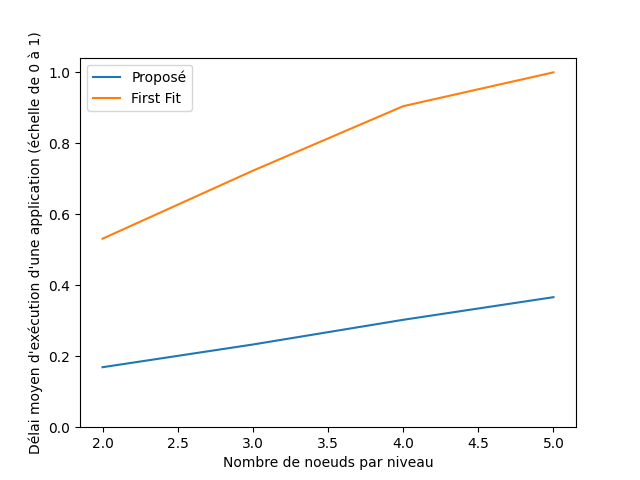 Délai moyen d'exécution d'une application (échelle de 0 à 1)
1.0
0.8
0.6
0.4
0.2
0.0
Proposé
First Fit
2.0 2.5 3.0 3.5 4.0 4.5 5.0
Nombre de noeuds par niveau